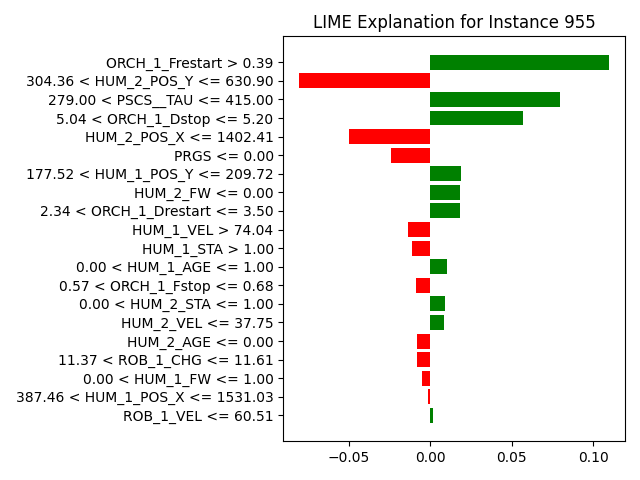 LIME Explanation for Instance 955
ORCH_1_Frestart > 0.39
304.36 < HUM_2_POS_Y <= 630.90
279.00 < PSCS__TAU <= 415.00
5.04 < ORCH_1_Dstop <= 5.20
HUM_2_POS_X <= 1402.41
PRGS <= 0.00
177.52 < HUM_1_POS_Y <= 209.72
HUM_2_FW <= 0.00
2.34 < ORCH_1_Drestart <= 3.50
HUM_1_VEL > 74.04
HUM_1_STA > 1.00
0.00 < HUM_1_AGE <= 1.00
0.57 < ORCH_1_Fstop <= 0.68
0.00 < HUM_2_STA <= 1.00
HUM_2_VEL <= 37.75
HUM_2_AGE <= 0.00
11.37 < ROB_1_CHG <= 11.61
0.00 < HUM_1_FW <= 1.00
387.46 < HUM_1_POS_X <= 1531.03
ROB_1_VEL <= 60.51
−0.05 0.00 0.05 0.10